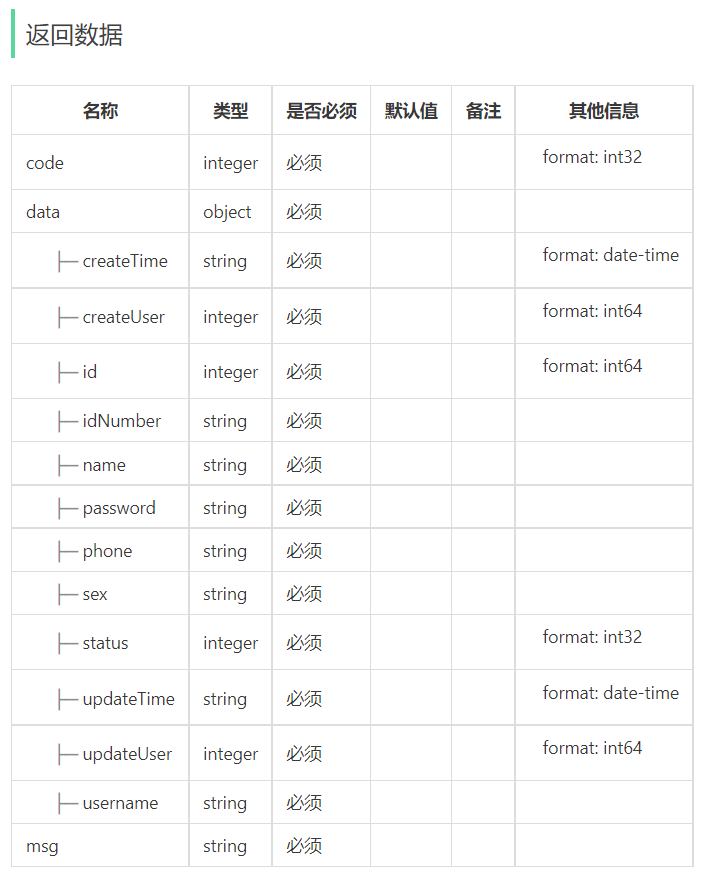 返回数据
名称 类型 是否必须 默认值 备注 其他信息
code integer 必须 format: int32
data object 必须
├─ createTime string 必须 format: date-time
├─ createUser integer 必须 format: int64
├─ id integer 必须 format: int64
├─ idNumber string 必须
├─ name string 必须
├─ password string 必须
├─ phone string 必须
├─ sex string 必须
├─ status integer 必须 format: int32
├─ updateTime string 必须 format: date-time
├─ updateUser integer 必须 format: int64
├─ username string 必须
msg string 必须